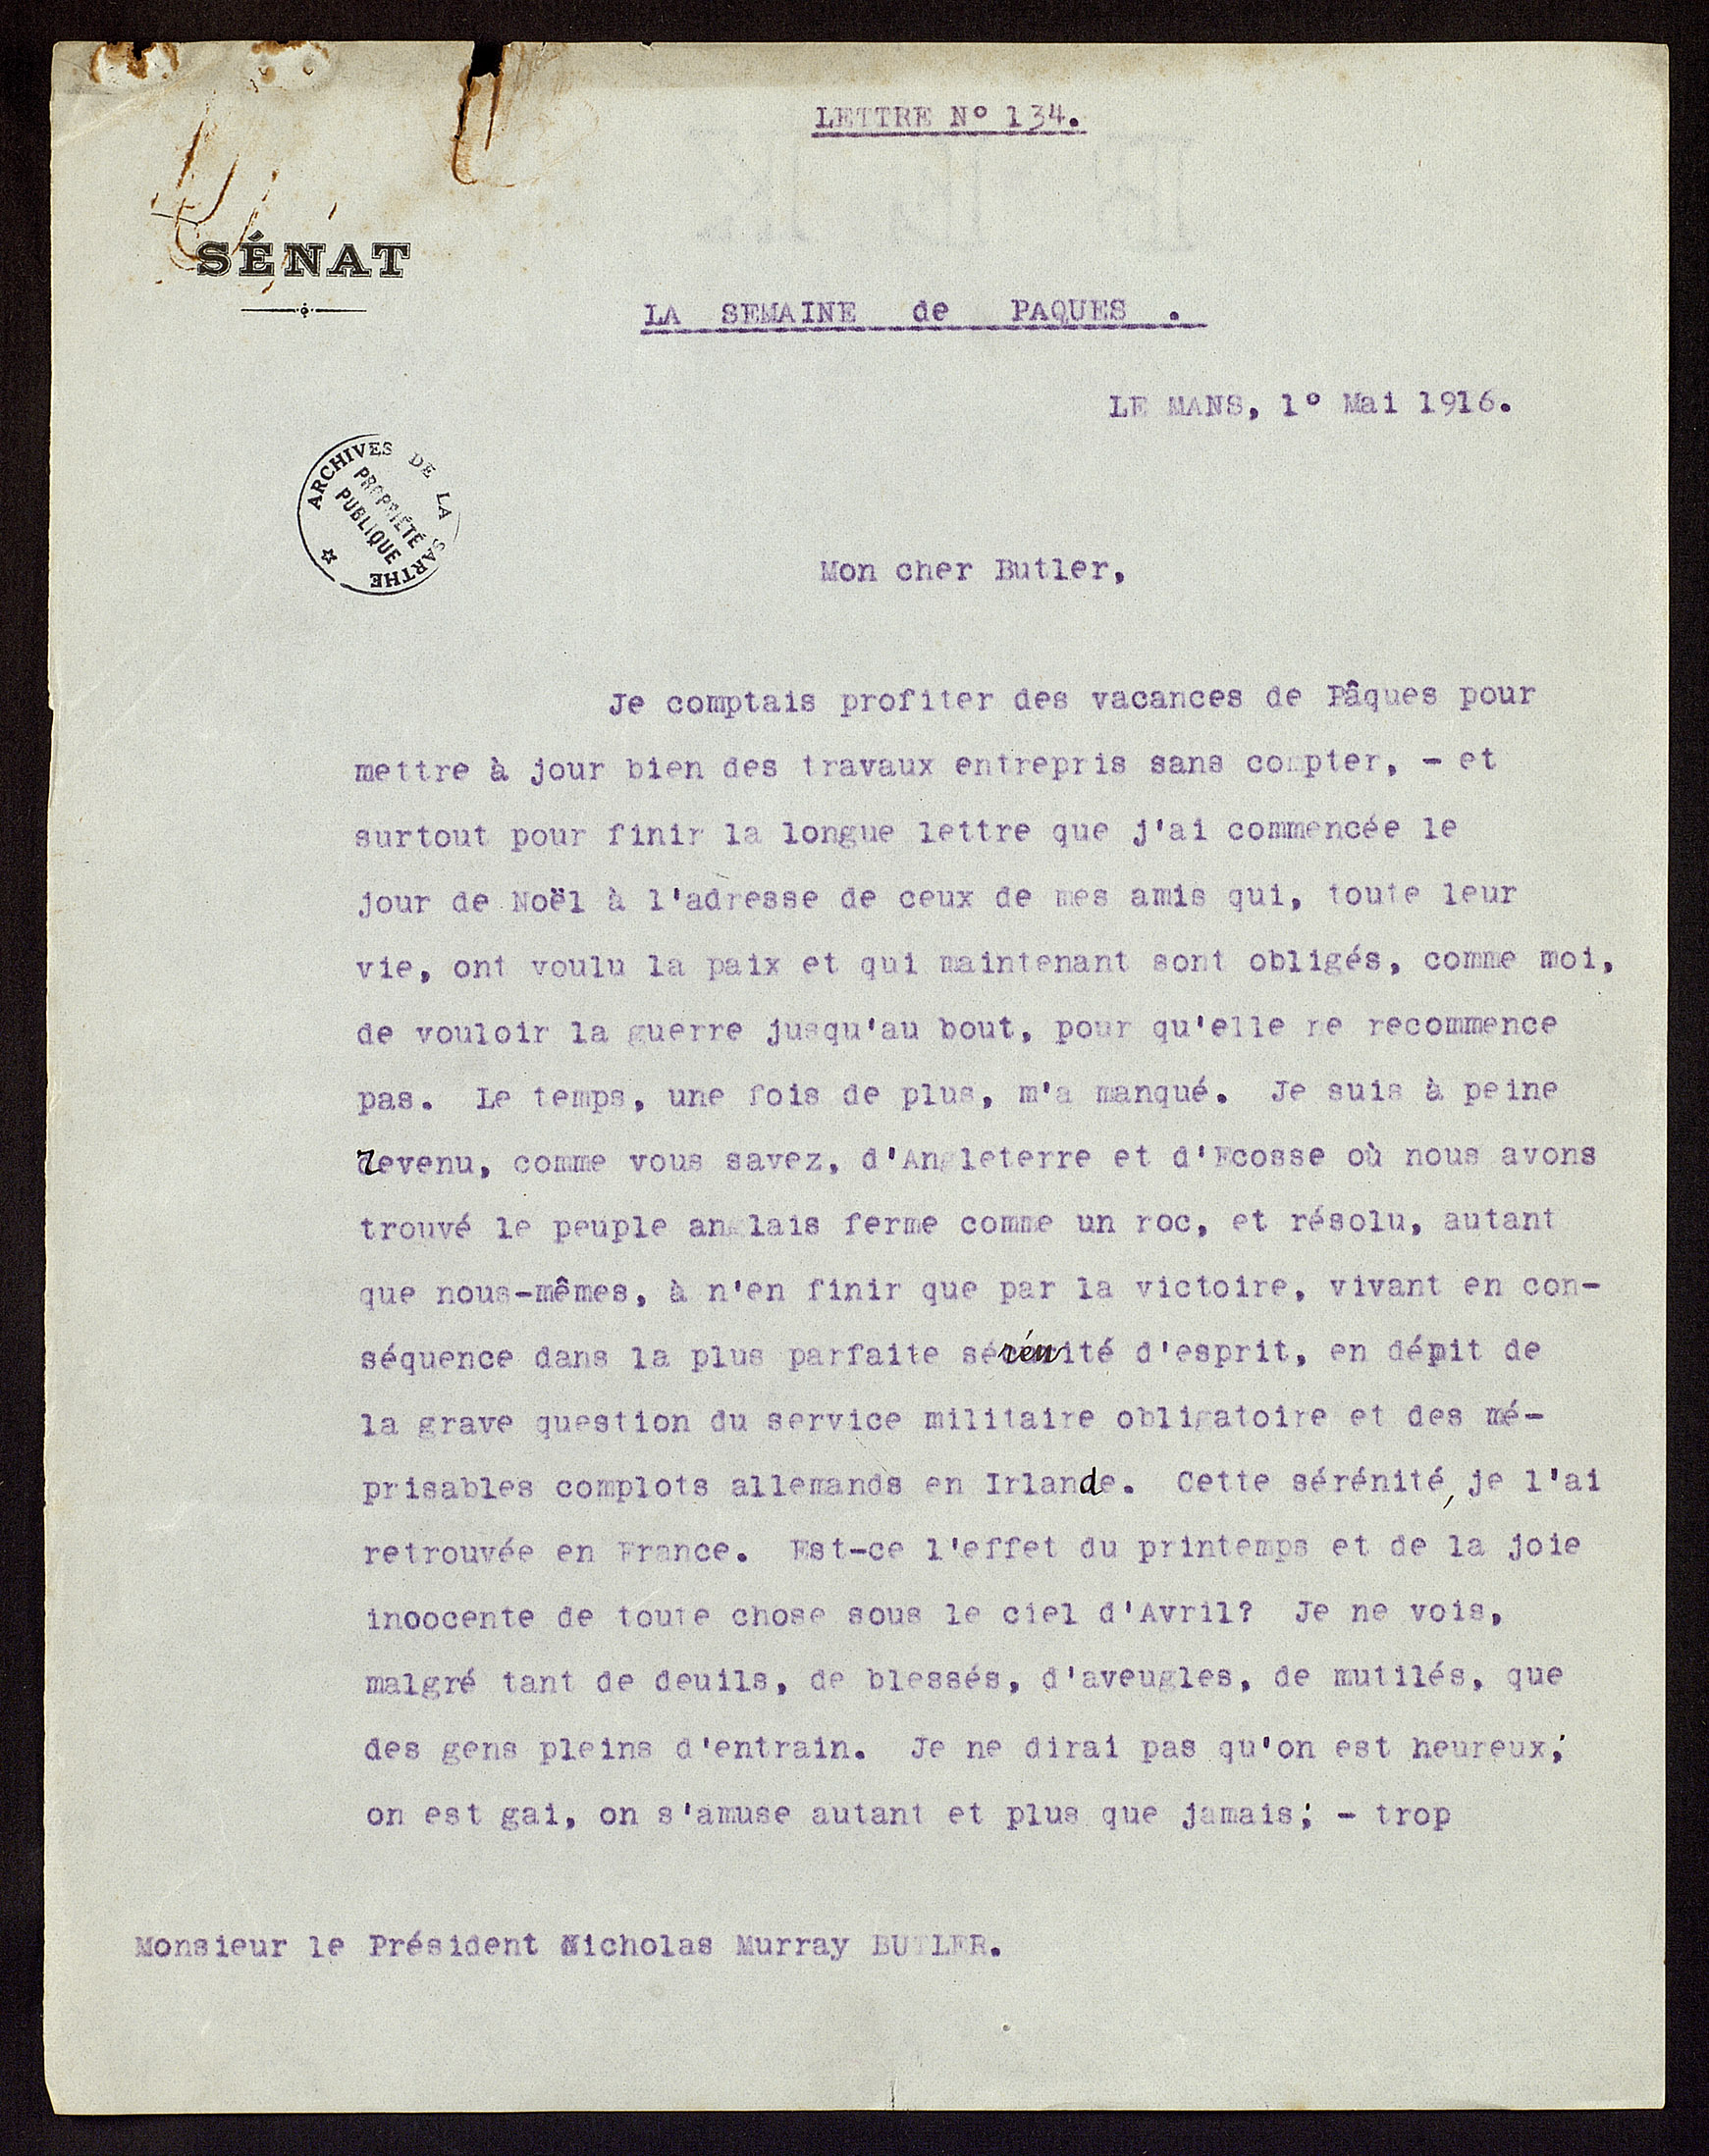 LETTRE N° 134.
SÉNAT
LA SEMAINE de PAQUES .
LE MANS, 1° Mai 1916.
ARCHIVES DE LA SARTHE
PROPRIÉTÉ
PUBLIQUE
Mon cher Butler,
Je comptais profiter des vacances de Pâques pour
mettre à jour bien des travaux entrepris sans compter, - et
surtout pour finir la longue lettre que j'ai commencée le
jour de Noël à l'adresse de ceux de mes amis qui, toute leur
vie, ont voulu la paix et qui maintenant sont obligés, comme moi,
de vouloir la guerre jusqu'au bout, pour qu'elle ne recommence
pas. Le temps, une fois de plus, m'a manqué. Je suis à peine
revenu, comme vous savez, d'Angleterre et d'Ecosse où nous avons
trouvé le peuple anglais ferme comme un roc, et résolu, autant
que nous-mêmes, à n'en finir que par la victoire, vivant en con-
séquence dans la plus parfaite sérénité d'esprit, en dépit de
la grave question du service militaire obligatoire et des mé-
prisables complots allemands en Irlande. Cette sérénité, je l'ai
retrouvée en France. Est-ce l'effet du printemps et de la joie
inoocente de toute chose sous le ciel d'Avril? Je ne vois,
malgré tant de deuils, de blessés, d'aveugles, de mutilés, que
des gens pleins d'entrain. Je ne dirai pas qu'on est heureux;
on est gai, on s'amuse autant et plus que jamais; - trop
Monsieur le Président Nicholas Murray BUTLER.